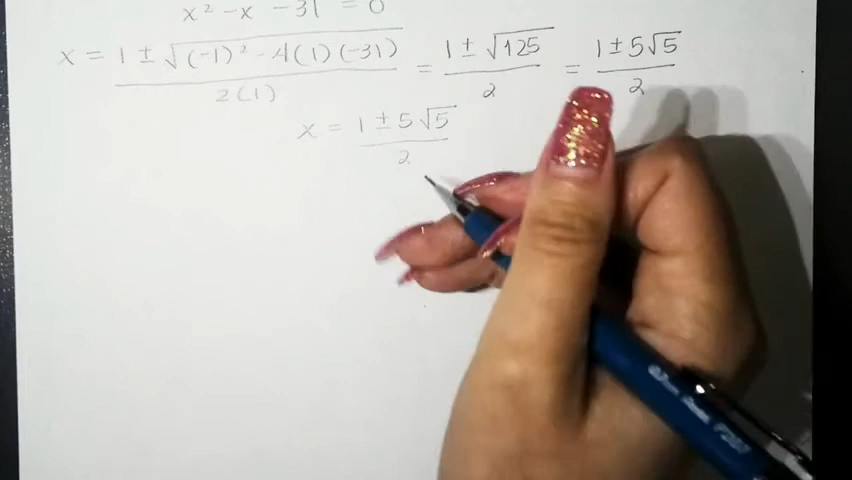 x² - x - 31 = 0
x = 1 ± √(-1)² - 4(1)(-31) / 2(1) = 1 ± √125 / 2 = 1 ± 5√5 / 2
x = 1 ± 5√5 / 2